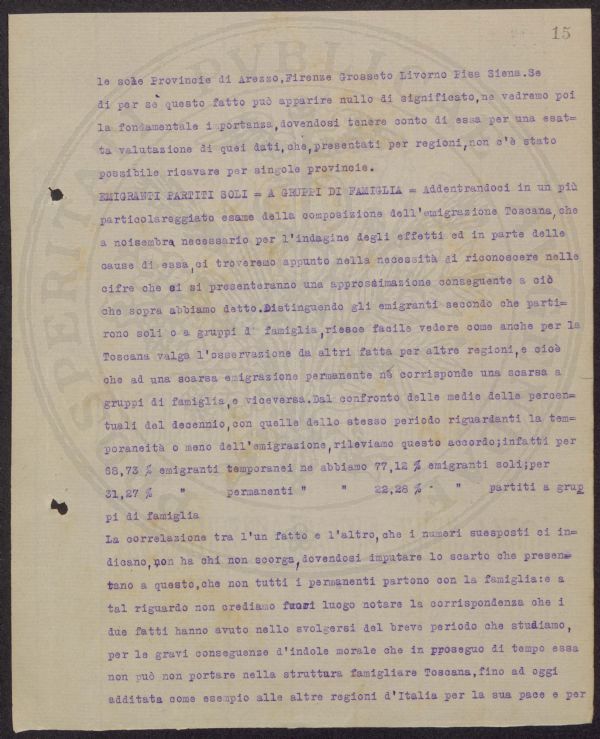 15
le sole Provincie di Arezzo,Firenze Grosseto Livorno Pisa Siena.Se
di per sè questo fatto può apparire nullo di significato,ne vedremo poi
la fondamentale importanza,dovendosi tenere conto di essa per una esat=
ta valutazione di quei dati,che,presentati per regioni,non c'è stato
possibile ricavare per singole provincie.
EMIGRANTI PARTITI SOLI = A GRUPPI DI FAMIGLIA = Addentrandoci in un più
particolareggiato esame della composizione dell'emigrazione Toscana,che
a noisembra necessario per l'indagine degli effetti ed in parte delle
cause di essa,ci troveremo appunto nella necessità di riconoscere nelle
cifre che si si presenteranno una approssimazione conseguente a ciò
che sopra abbiamo detto.Distinguendo gli emigranti secondo che parti=
rono soli o a gruppi d famiglia,riesce facile vedere come anche per la
Toscana valga l'osservazione da altri fatta per altre regioni,e cioè
che ad una scarsa emigrazione permanente né corrisponde una scarsa a
gruppi di famiglia,e viceversa.Dal confronto delle medie delle percen=
tuali del decennio,con quelle dello stesso periodo riguardanti la tem=
poraneità o meno dell'emigrazione,rileviamo questo accordo;infatti per
68,73 % emigranti temporanei ne abbiamo 77,12 % emigranti soli;per
31,27 % " permanenti " " 22,28 % " partiti a grup
pi di famiglia
La correlazione tra l'un fatto e l'altro,che i numeri suesposti ci in=
dicano,non ha chi non scorga,dovendosi imputare lo scarto che presen=
tano a questo,che non tutti i permanenti partono con la famiglia:e a
tal riguardo non crediamo fuori luogo notare la corrispondenza che i
due fatti hanno avuto nello svolgersi del breve periodo che studiamo,
per le gravi conseguenze d'indole morale che in proseguo di tempo essa
non può non portare nella struttura famigliare Toscana,fino ad oggi
additata come esempio alle altre regioni d'Italia per la sua pace e per